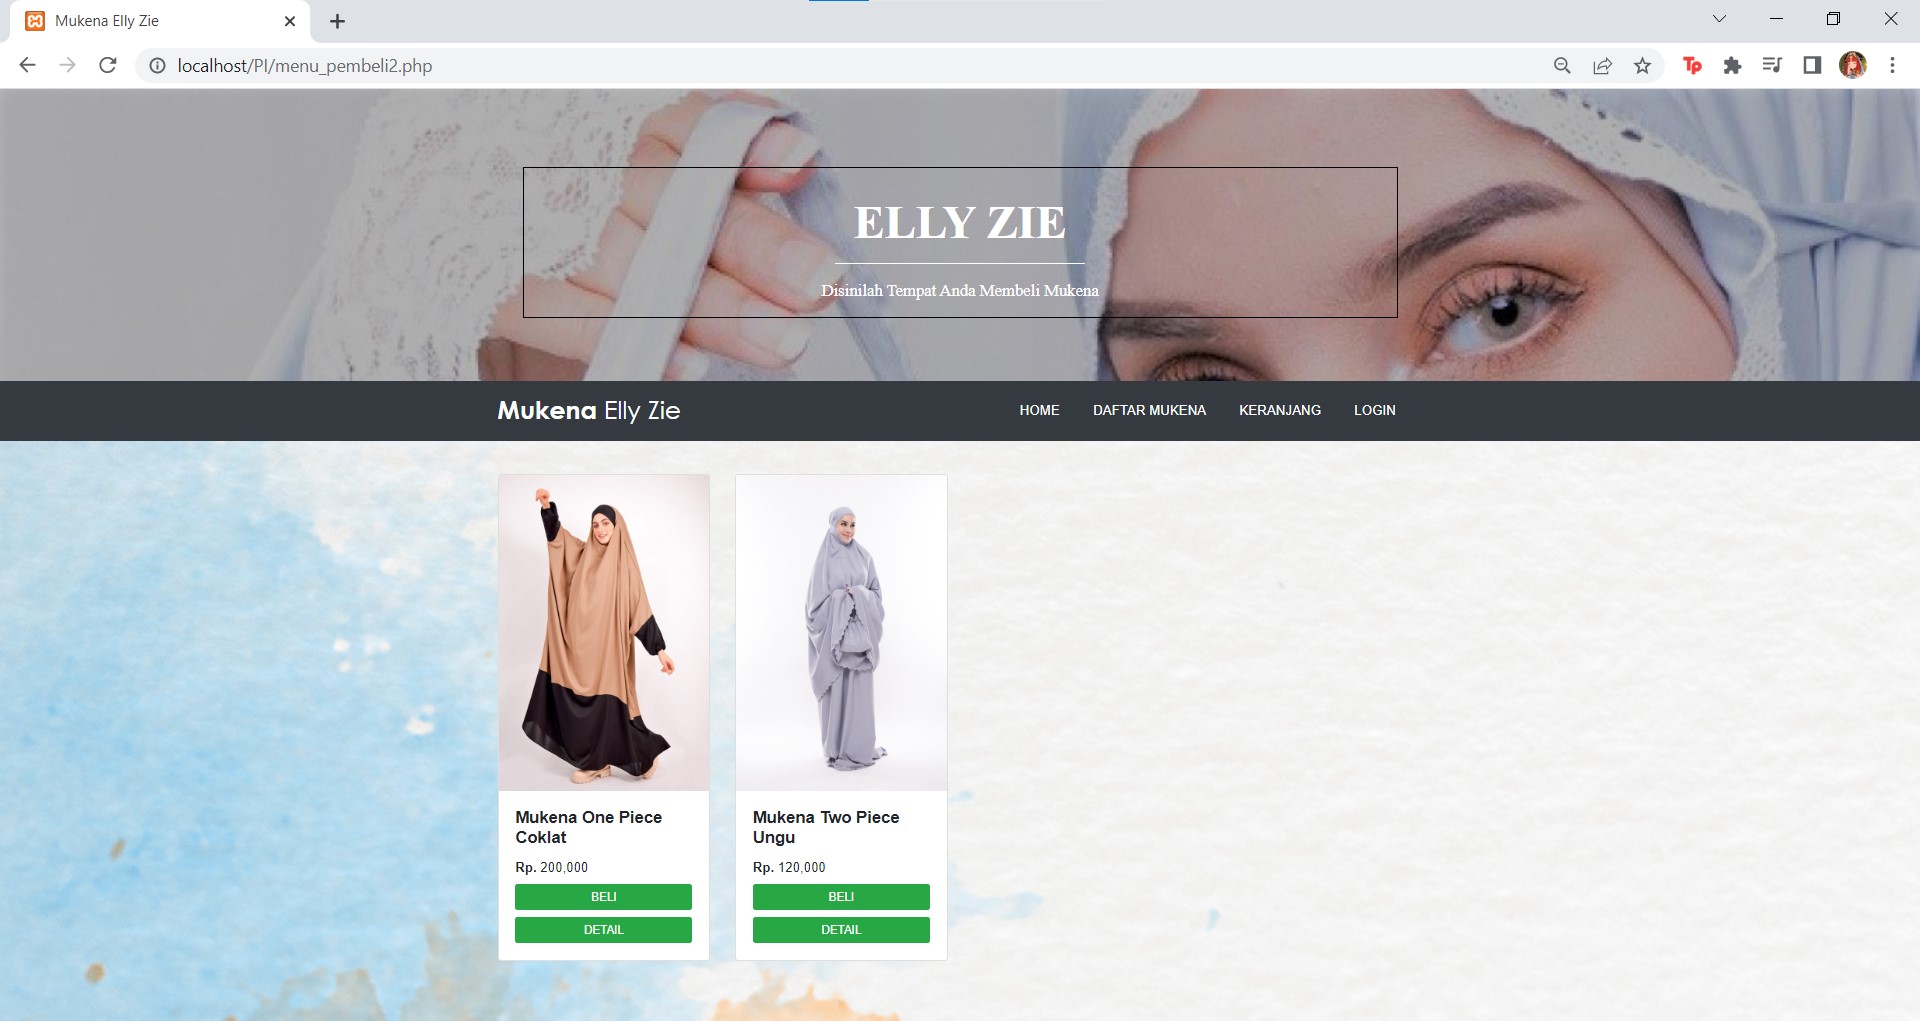 Mukena Elly Zie
localhost/PI/menu_pembeli2.php
Tp
ELLY ZIE
Disinilah Tempat Anda Membeli Mukena
Mukena Elly Zie
HOME DAFTAR MUKENA KERANJANG LOGIN
Mukena One Piece
Coklat
Rp. 200,000
BELI
DETAIL
Mukena Two Piece
Ungu
Rp. 120,000
BELI
DETAIL